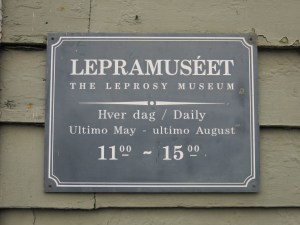 LEPRAMUSÉET
THE LEPROSY MUSEUM
Hver dag / Daily
Ultimo May - ultimo August
11⁰⁰ ~ 15⁰⁰